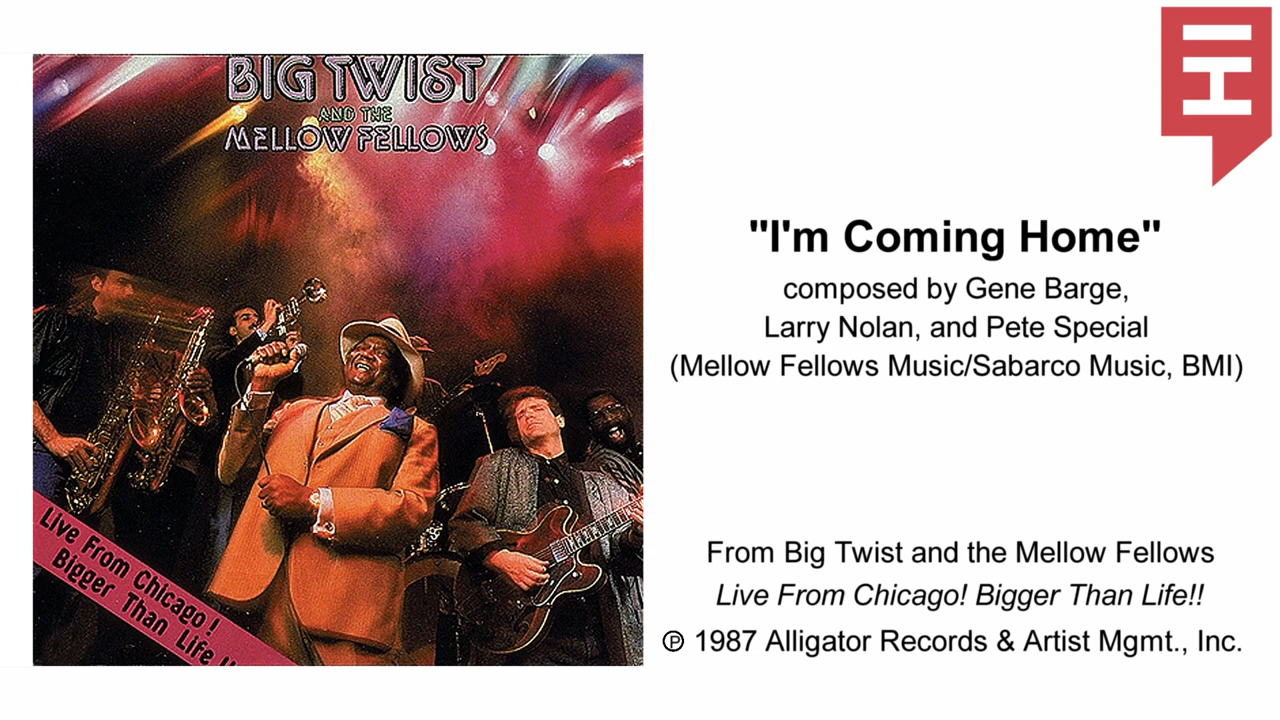 BIG TWIST
AND THE
MELLOW FELLOWS
Live From Chicago!
Bigger Than Life !!
"I'm Coming Home"
composed by Gene Barge,
Larry Nolan, and Pete Special
(Mellow Fellows Music/Sabarco Music, BMI)
From Big Twist and the Mellow Fellows
Live From Chicago! Bigger Than Life!!
℗ 1987 Alligator Records & Artist Mgmt., Inc.